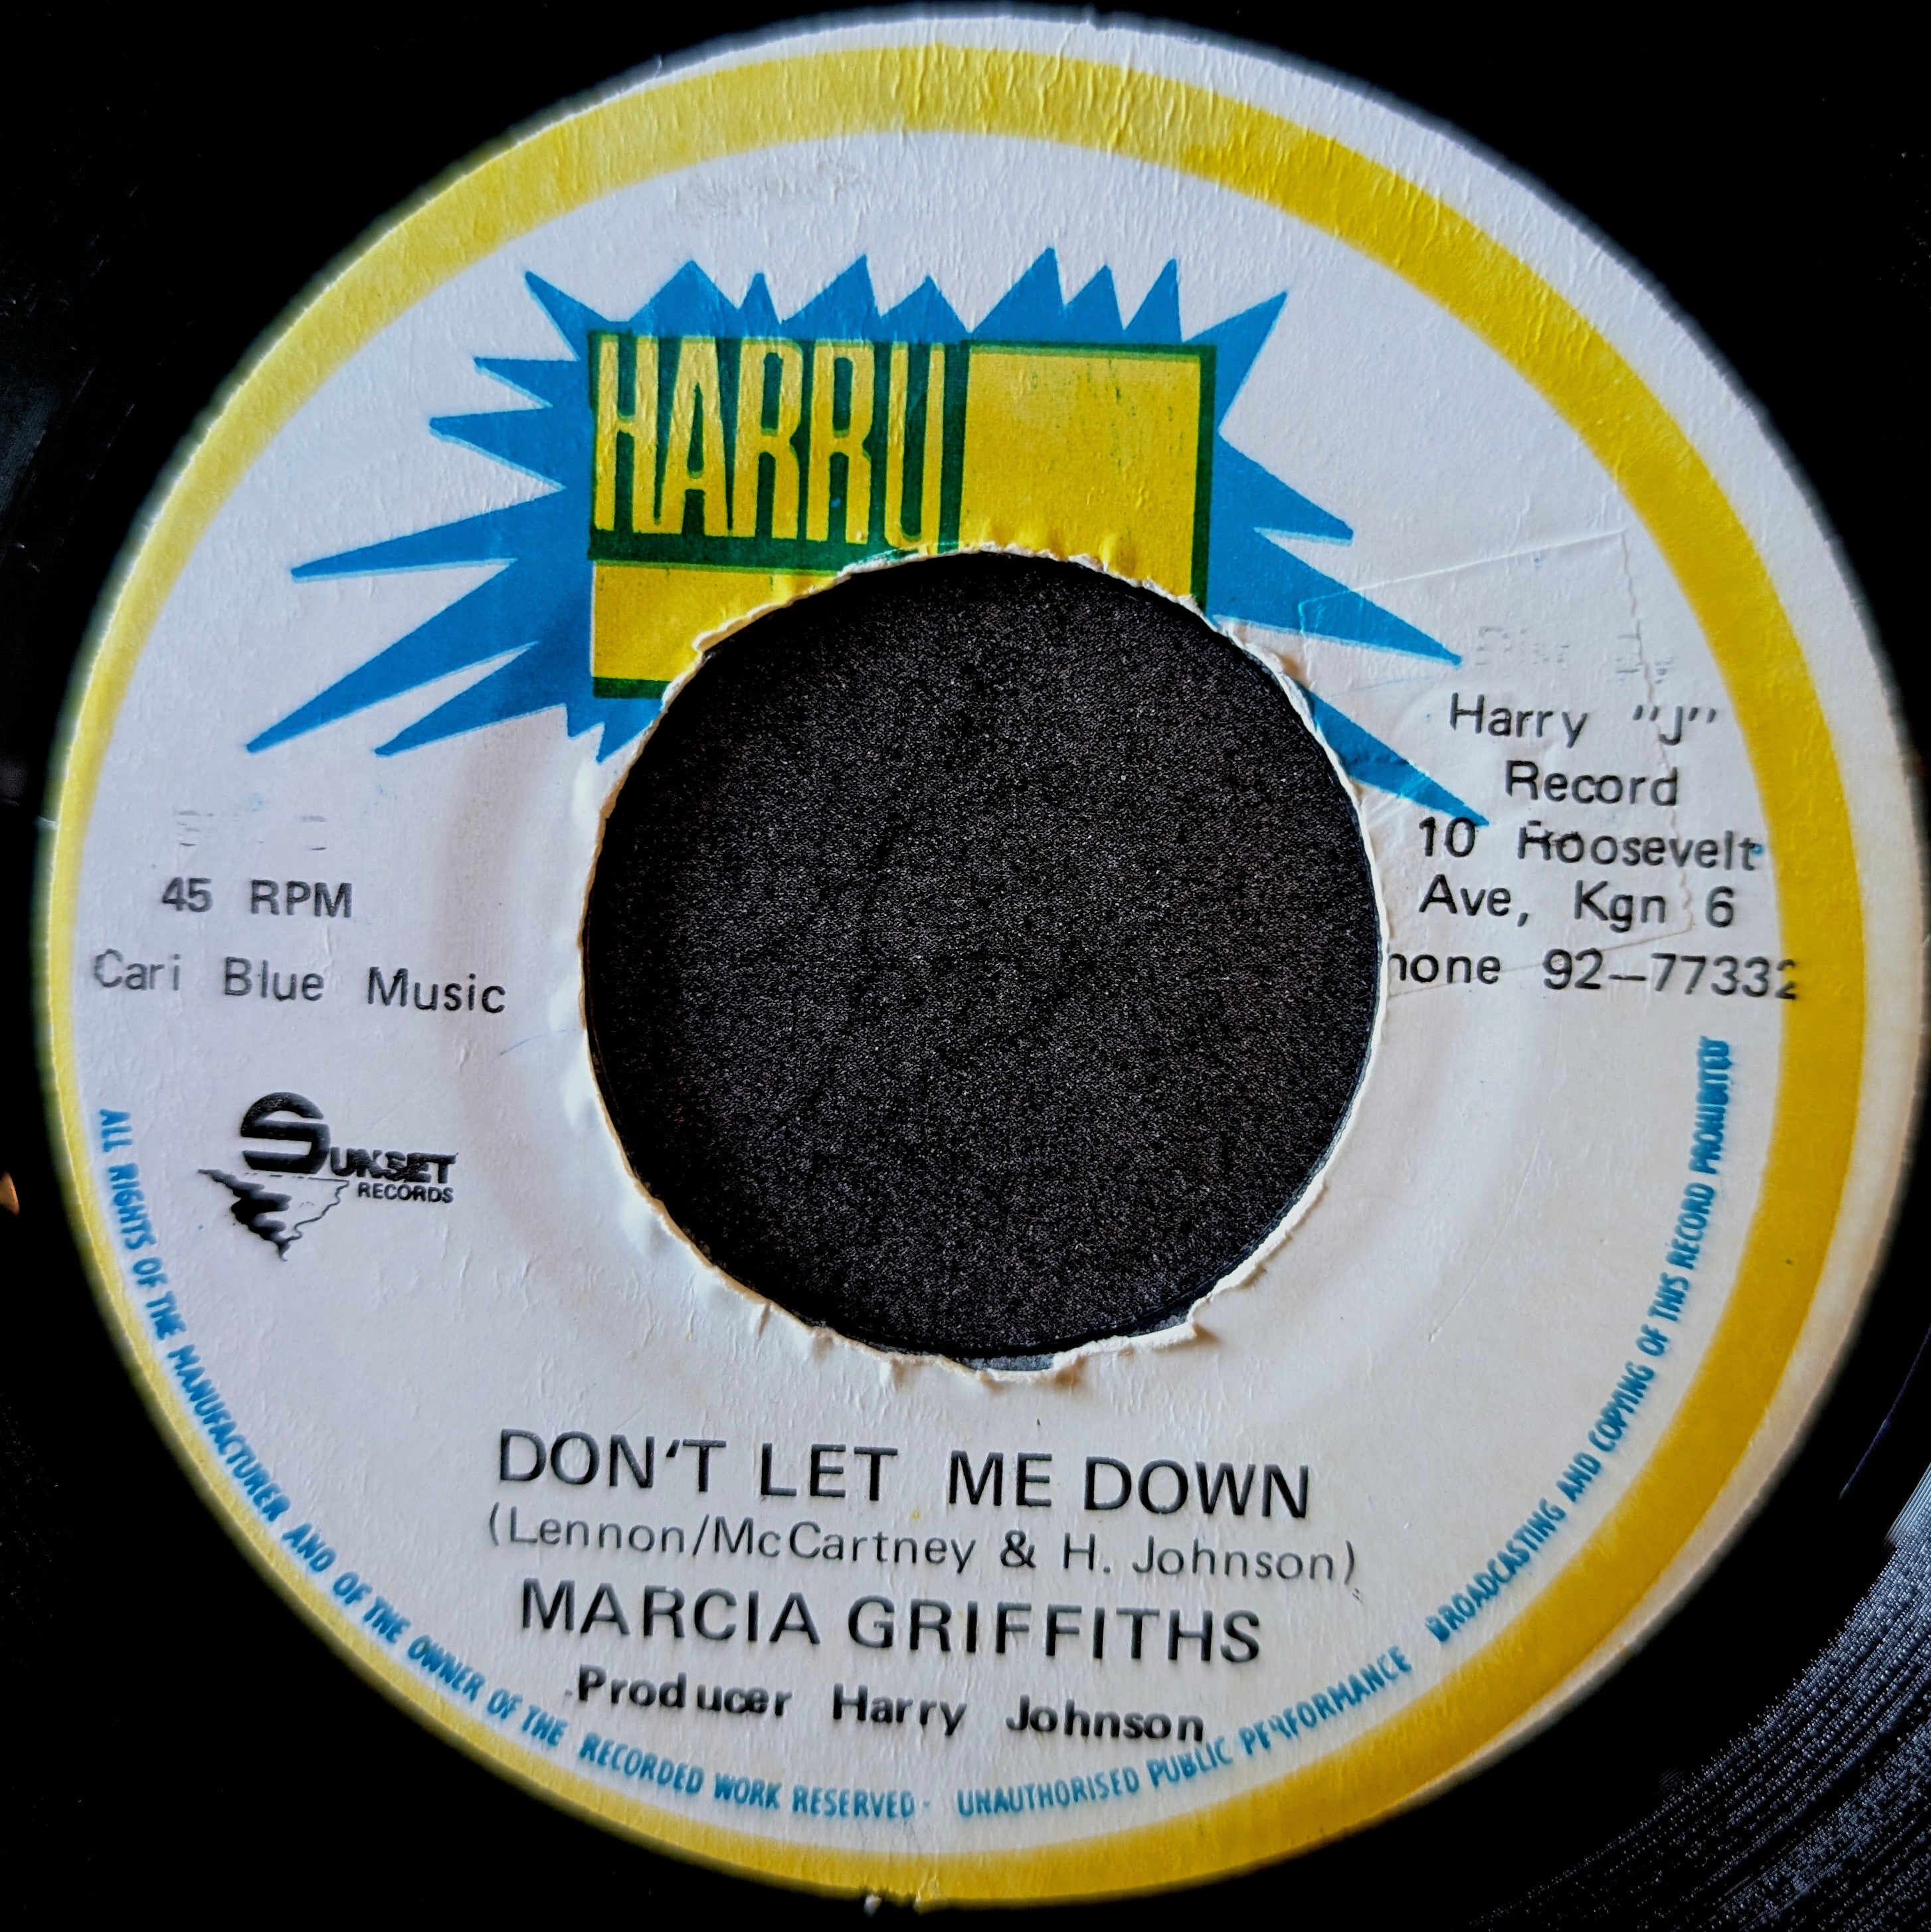 HARRY
45 RPM
Cari Blue Music
SUNSET
RECORDS
Harry "J"
Record
10 Roosevelt
Ave, Kgn 6
hone 92-77332
DON'T LET ME DOWN
(Lennon/McCartney & H. Johnson)
MARCIA GRIFFITHS
Producer Harry Johnson
ALL RIGHTS OF THE MANUFACTURER AND OF THE OWNER OF THE RECORDED WORK RESERVED - UNAUTHORISED PUBLIC PERFORMANCE BROADCASTING AND COPYING OF THIS RECORD PROHIBITED